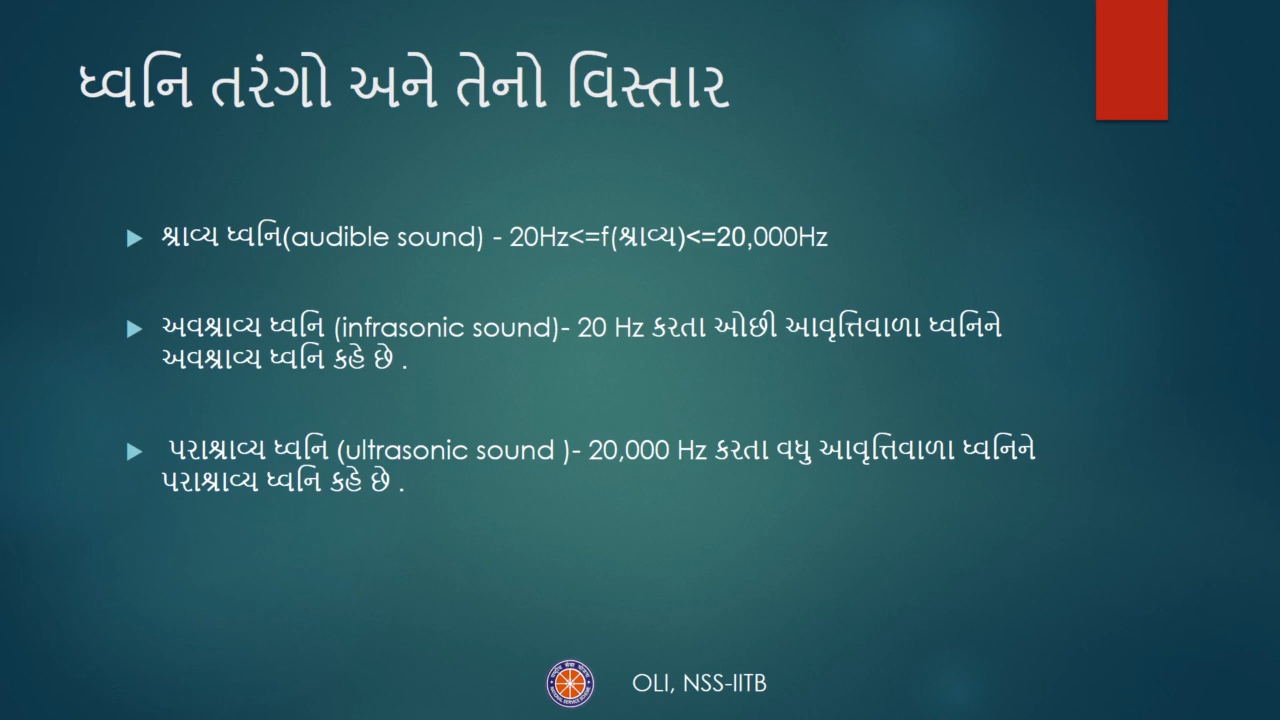 ધ્વનિ તરંગો અને તેનો વિસ્તાર
શ્રાવ્ય ધ્વનિ(audible sound) - 20Hz<=f(શ્રાવ્ય)<=20,000Hz
અવશ્રાવ્ય ધ્વનિ (infrasonic sound)- 20 Hz કરતા ઓછી આવૃત્તિવાળા ધ્વનિને
અવશ્રાવ્ય ધ્વનિ કહે છે .
પરાશ્રાવ્ય ધ્વનિ (ultrasonic sound )- 20,000 Hz કરતા વધુ આવૃત્તિવાળા ધ્વનિને
પરાશ્રાવ્ય ધ્વનિ કહે છે .
OLI, NSS-IITB